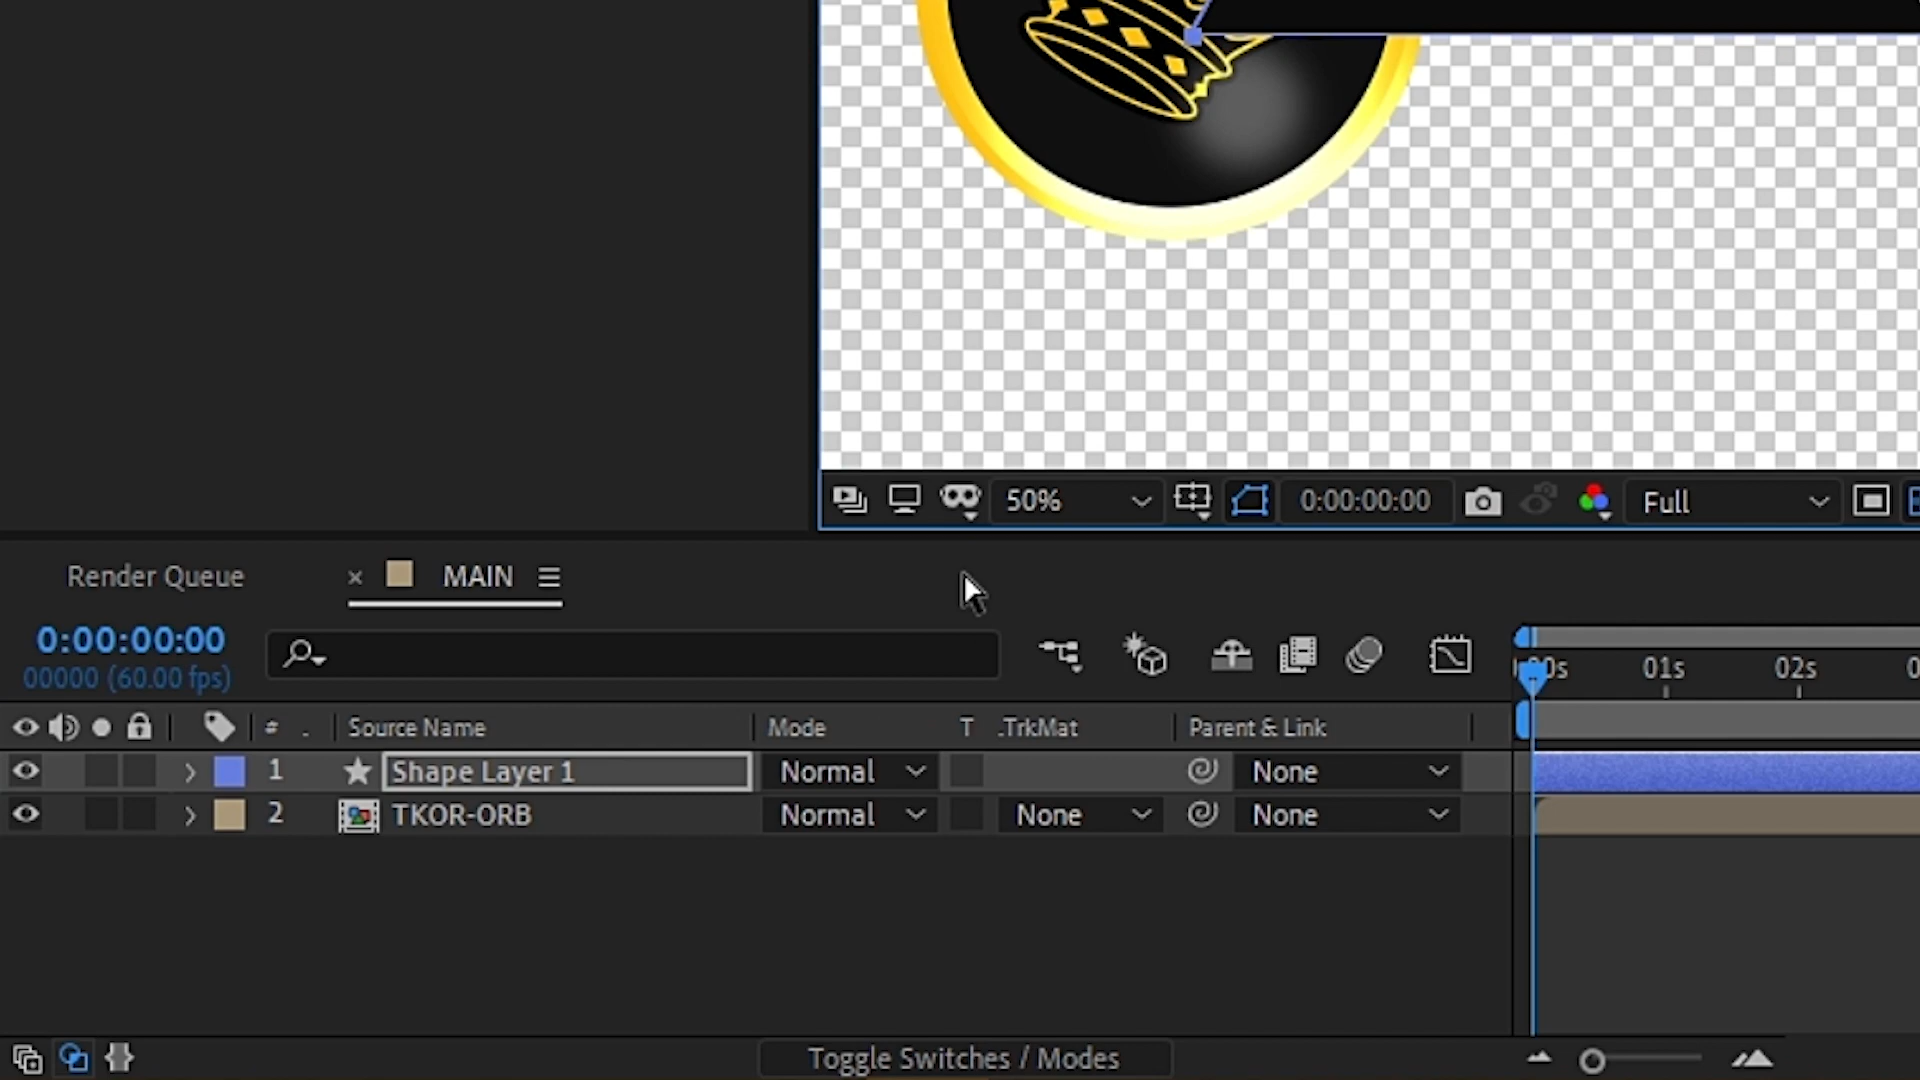 50% 0:00:00:00 Full
Render Queue × MAIN
0:00:00:00
00000 (60.00 fps)
01s 02s
# Source Name Mode T .TrkMat Parent & Link
1 Shape Layer 1 Normal None
2 TKOR-ORB Normal None None
Toggle Switches / Modes